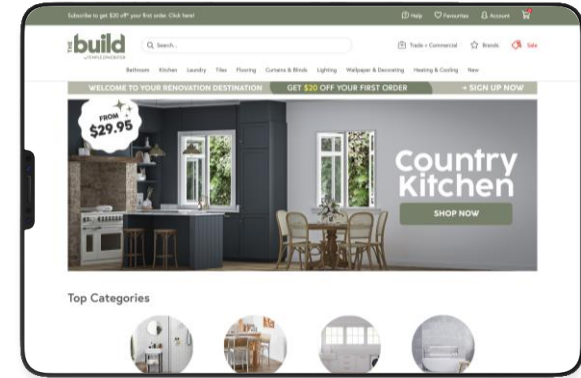 Subscribe to get $20 off* your first order. Click here!
Help
Favourites
Account
THE build
Search...
Trade + Commercial
Brands
Sale
Bathroom
Kitchen
Laundry
Tiles
Flooring
Curtains & Blinds
Lighting
Wallpaper & Decorating
Heating & Cooling
New
WELCOME TO YOUR RENOVATION DESTINATION
GET $20 OFF YOUR FIRST ORDER
SIGN UP NOW
FROM
$29.95
Country
Kitchen
SHOP NOW
Top Categories